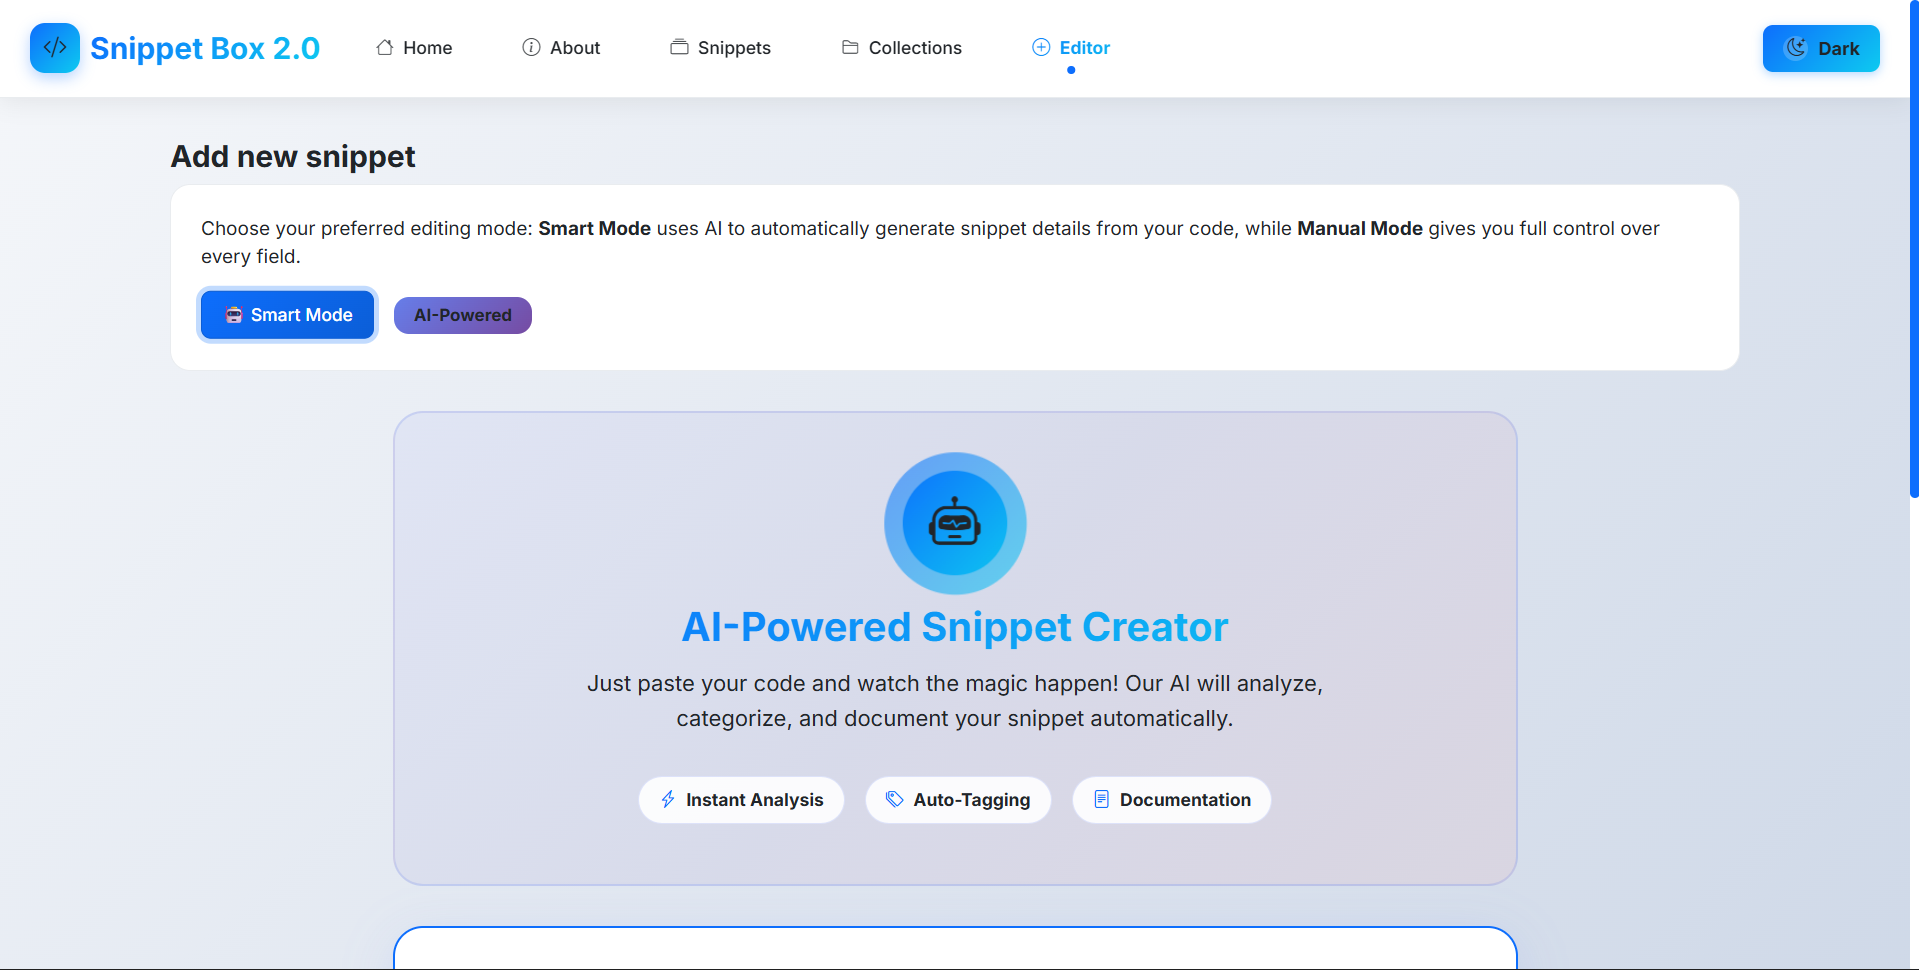 Snippet Box 2.0
Home
About
Snippets
Collections
Editor
Dark
Add new snippet
Choose your preferred editing mode: Smart Mode uses AI to automatically generate snippet details from your code, while Manual Mode gives you full control over
every field.
Smart Mode
AI-Powered
AI-Powered Snippet Creator
Just paste your code and watch the magic happen! Our AI will analyze,
categorize, and document your snippet automatically.
Instant Analysis
Auto-Tagging
Documentation